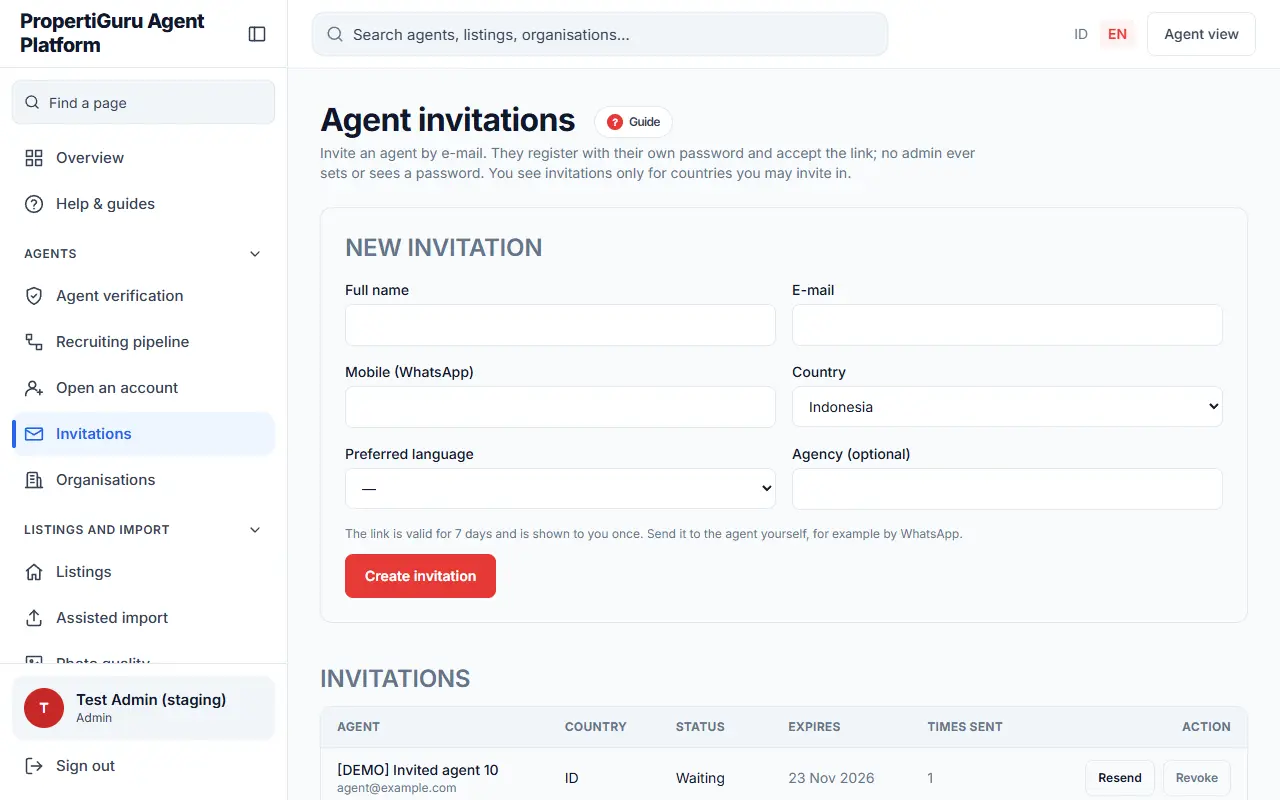 PropertiGuru Agent
Platform
Search agents, listings, organisations...
ID
EN
Agent view
Find a page
Overview
Help & guides
AGENTS
Agent verification
Recruiting pipeline
Open an account
Invitations
Organisations
LISTINGS AND IMPORT
Listings
Assisted import
Photo quality
T
Test Admin (staging)
Admin
Sign out
Agent invitations
? Guide
Invite an agent by e-mail. They register with their own password and accept the link; no admin ever
sets or sees a password. You see invitations only for countries you may invite in.
NEW INVITATION
Full name
E-mail
Mobile (WhatsApp)
Country
Indonesia
Preferred language
—
Agency (optional)
The link is valid for 7 days and is shown to you once. Send it to the agent yourself, for example by WhatsApp.
Create invitation
INVITATIONS
AGENT COUNTRY STATUS EXPIRES TIMES SENT ACTION
[DEMO] Invited agent 10
agent@example.com
ID Waiting 23 Nov 2026 1 Resend Revoke